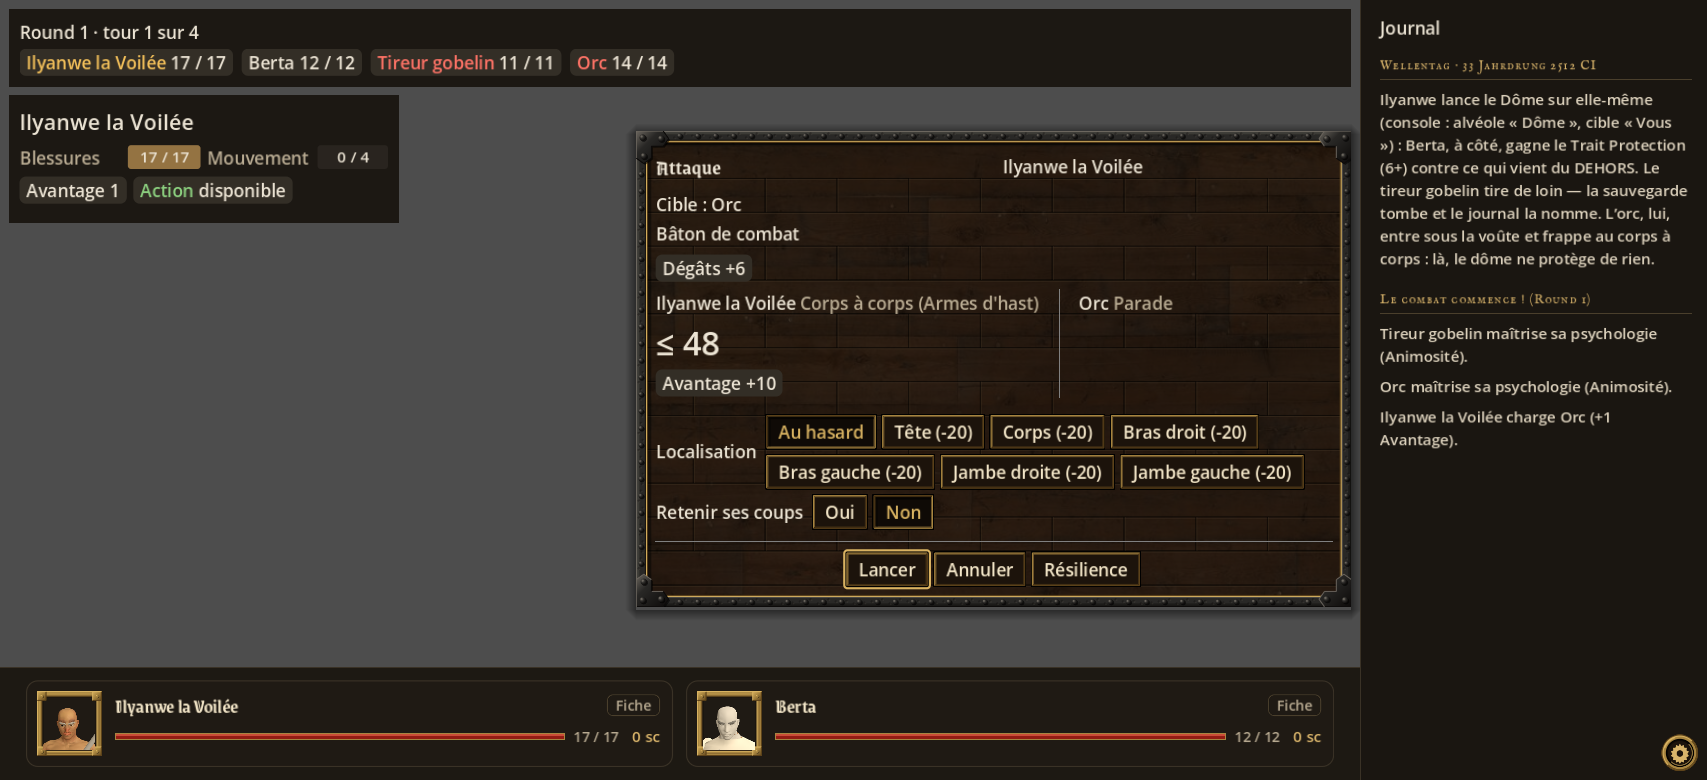 Round 1 · tour 1 sur 4
Ilyanwe la Voilée 17 / 17 Berta 12 / 12 Tireur gobelin 11 / 11 Orc 14 / 14
Ilyanwe la Voilée
Blessures 17 / 17 Mouvement 0 / 4
Avantage 1 Action disponible
Attaque Ilyanwe la Voilée
Cible : Orc
Bâton de combat
Dégâts +6
Ilyanwe la Voilée Corps à corps (Armes d'hast) Orc Parade
≤ 48
Avantage +10
Localisation
Au hasard Tête (-20) Corps (-20) Bras droit (-20)
Bras gauche (-20) Jambe droite (-20) Jambe gauche (-20)
Retenir ses coups Oui Non
Lancer Annuler Résilience
Ilyanwe la Voilée Fiche
17 / 17 0 sc
Berta Fiche
12 / 12 0 sc
Journal
Wellentag · 33 Jahrdrung 2512 CI
Ilyanwe lance le Dôme sur elle-même
(console : alvéole « Dôme », cible « Vous
») : Berta, à côté, gagne le Trait Protection
(6+) contre ce qui vient du DEHORS. Le
tireur gobelin tire de loin — la sauvegarde
tombe et le journal la nomme. L'orc, lui,
entre sous la voûte et frappe au corps à
corps : là, le dôme ne protège de rien.
Le combat commence ! (Round 1)
Tireur gobelin maîtrise sa psychologie
(Animosité).
Orc maîtrise sa psychologie (Animosité).
Ilyanwe la Voilée charge Orc (+1
Avantage).